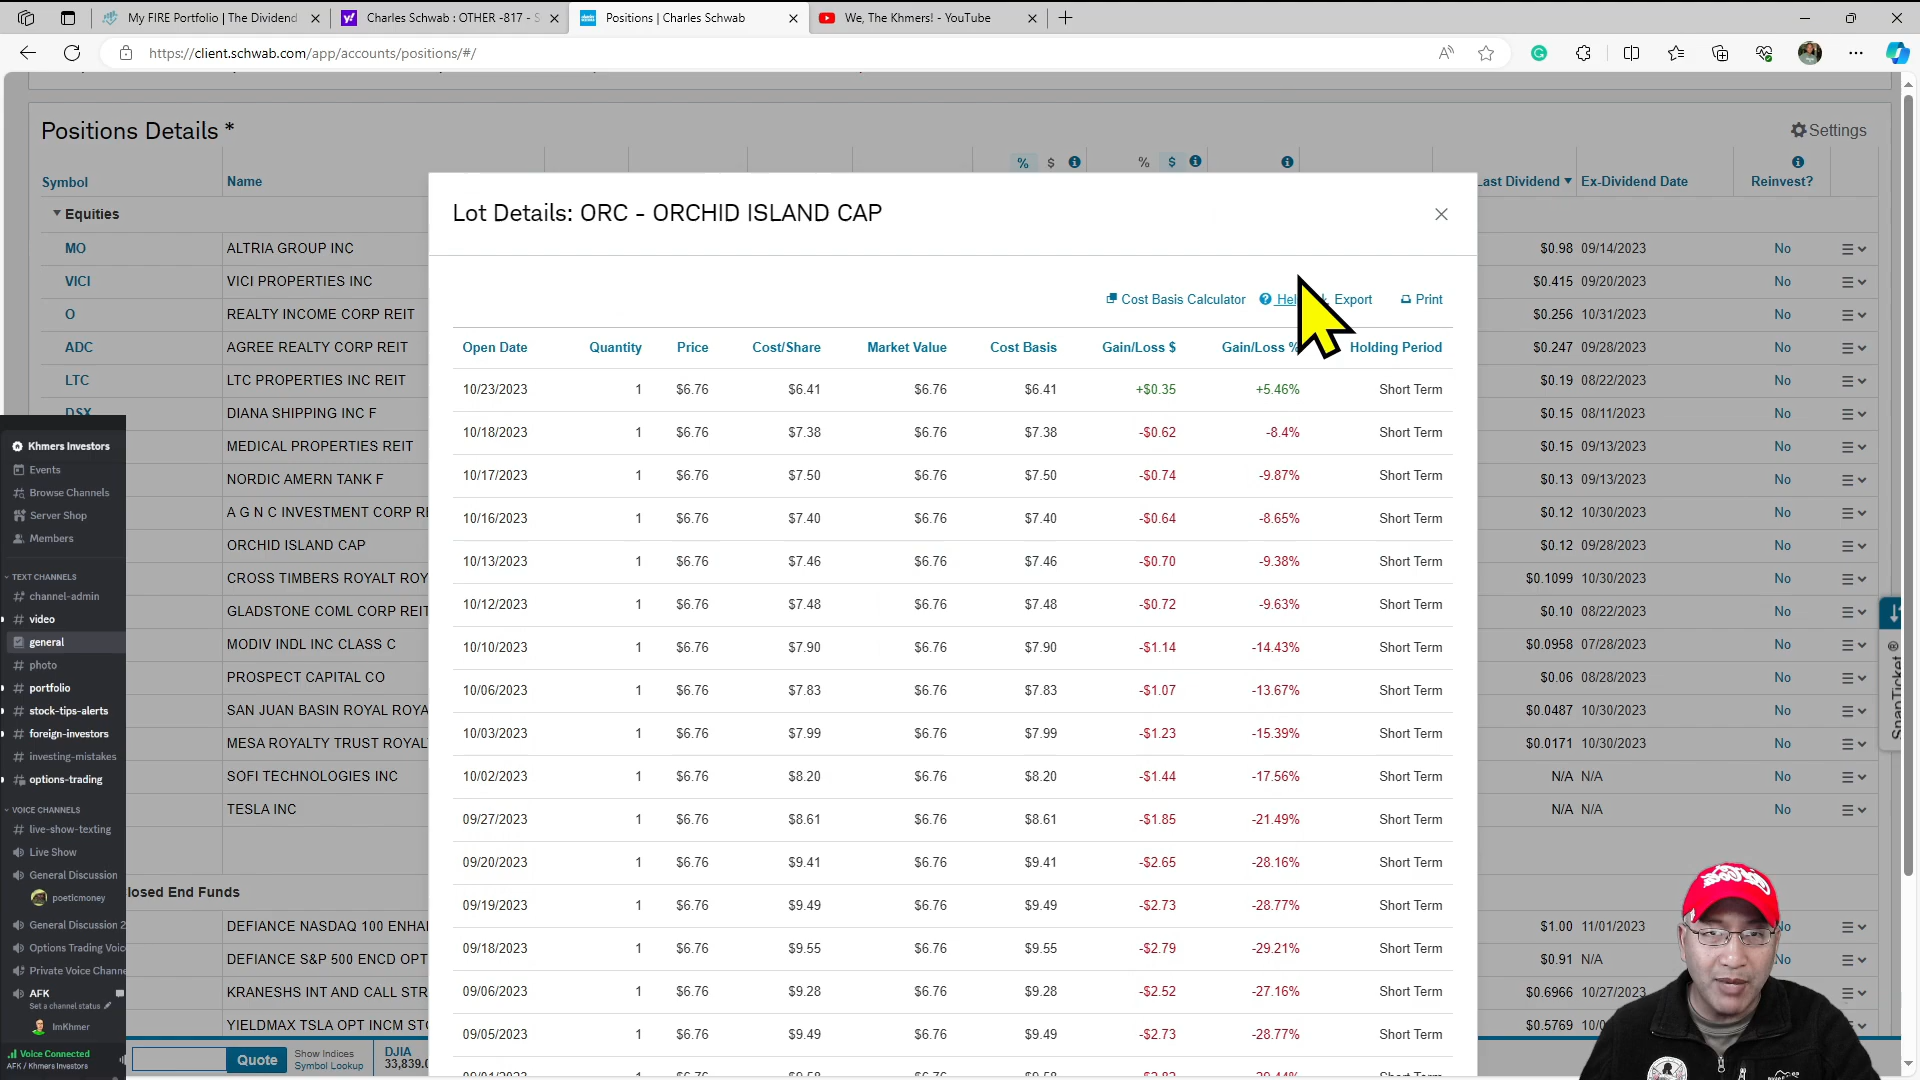 My FIRE Portfolio | The Dividend
Charles Schwab : OTHER -817 - S
Positions | Charles Schwab
We, The Khmers! - YouTube
https://client.schwab.com/app/accounts/positions/#/
Positions Details *
Settings
% $ % $
Symbol Name Last Dividend Ex-Dividend Date Reinvest?
Equities
MO ALTRIA GROUP INC $0.98 09/14/2023 No
VICI VICI PROPERTIES INC $0.415 09/20/2023 No
O REALTY INCOME CORP REIT $0.256 10/31/2023 No
ADC AGREE REALTY CORP REIT $0.247 09/28/2023 No
LTC LTC PROPERTIES INC REIT $0.19 08/22/2023 No
DSX DIANA SHIPPING INC F $0.15 08/11/2023 No
MEDICAL PROPERTIES REIT $0.15 09/13/2023 No
NORDIC AMERN TANK F $0.13 09/13/2023 No
A G N C INVESTMENT CORP RE $0.12 10/30/2023 No
ORCHID ISLAND CAP $0.12 09/28/2023 No
CROSS TIMBERS ROYALT ROY $0.1099 10/30/2023 No
GLADSTONE COML CORP REIT $0.10 08/22/2023 No
MODIV INDL INC CLASS C $0.0958 07/28/2023 No
PROSPECT CAPITAL CO $0.06 08/28/2023 No
SAN JUAN BASIN ROYAL ROYA $0.0487 10/30/2023 No
MESA ROYALTY TRUST ROYAL $0.0171 10/30/2023 No
SOFI TECHNOLOGIES INC N/A N/A No
TESLA INC N/A N/A No
losed End Funds
DEFIANCE NASDAQ 100 ENHA $1.00 11/01/2023 No
DEFIANCE S&P 500 ENCD OPT $0.91 N/A No
KRANESHS INT AND CALL STR $0.6966 10/27/2023
YIELDMAX TSLA OPT INCM STO $0.5769 10/0
Lot Details: ORC - ORCHID ISLAND CAP
Cost Basis Calculator Hel Export Print
Open Date Quantity Price Cost/Share Market Value Cost Basis Gain/Loss $ Gain/Loss % Holding Period
10/23/2023 1 $6.76 $6.41 $6.76 $6.41 +$0.35 +5.46% Short Term
10/18/2023 1 $6.76 $7.38 $6.76 $7.38 -$0.62 -8.4% Short Term
10/17/2023 1 $6.76 $7.50 $6.76 $7.50 -$0.74 -9.87% Short Term
10/16/2023 1 $6.76 $7.40 $6.76 $7.40 -$0.64 -8.65% Short Term
10/13/2023 1 $6.76 $7.46 $6.76 $7.46 -$0.70 -9.38% Short Term
10/12/2023 1 $6.76 $7.48 $6.76 $7.48 -$0.72 -9.63% Short Term
10/10/2023 1 $6.76 $7.90 $6.76 $7.90 -$1.14 -14.43% Short Term
10/06/2023 1 $6.76 $7.83 $6.76 $7.83 -$1.07 -13.67% Short Term
10/03/2023 1 $6.76 $7.99 $6.76 $7.99 -$1.23 -15.39% Short Term
10/02/2023 1 $6.76 $8.20 $6.76 $8.20 -$1.44 -17.56% Short Term
09/27/2023 1 $6.76 $8.61 $6.76 $8.61 -$1.85 -21.49% Short Term
09/20/2023 1 $6.76 $9.41 $6.76 $9.41 -$2.65 -28.16% Short Term
09/19/2023 1 $6.76 $9.49 $6.76 $9.49 -$2.73 -28.77% Short Term
09/18/2023 1 $6.76 $9.55 $6.76 $9.55 -$2.79 -29.21% Short Term
09/06/2023 1 $6.76 $9.28 $6.76 $9.28 -$2.52 -27.16% Short Term
09/05/2023 1 $6.76 $9.49 $6.76 $9.49 -$2.73 -28.77% Short Term
Khmers Investors
Events
Browse Channels
Server Shop
Members
TEXT CHANNELS
channel-admin
video
general
photo
portfolio
stock-tips-alerts
foreign-investors
investing-mistakes
options-trading
VOICE CHANNELS
live-show-texting
Live Show
General Discussion
poeticmoney
General Discussion 2
Options Trading Voic
Private Voice Channe
AFK
Set a channel status
ImKhmer
Voice Connected
AFK / Khmers Investors
Quote
Show Indices
Symbol Lookup
DJIA
33,839.0
SnapTicket®